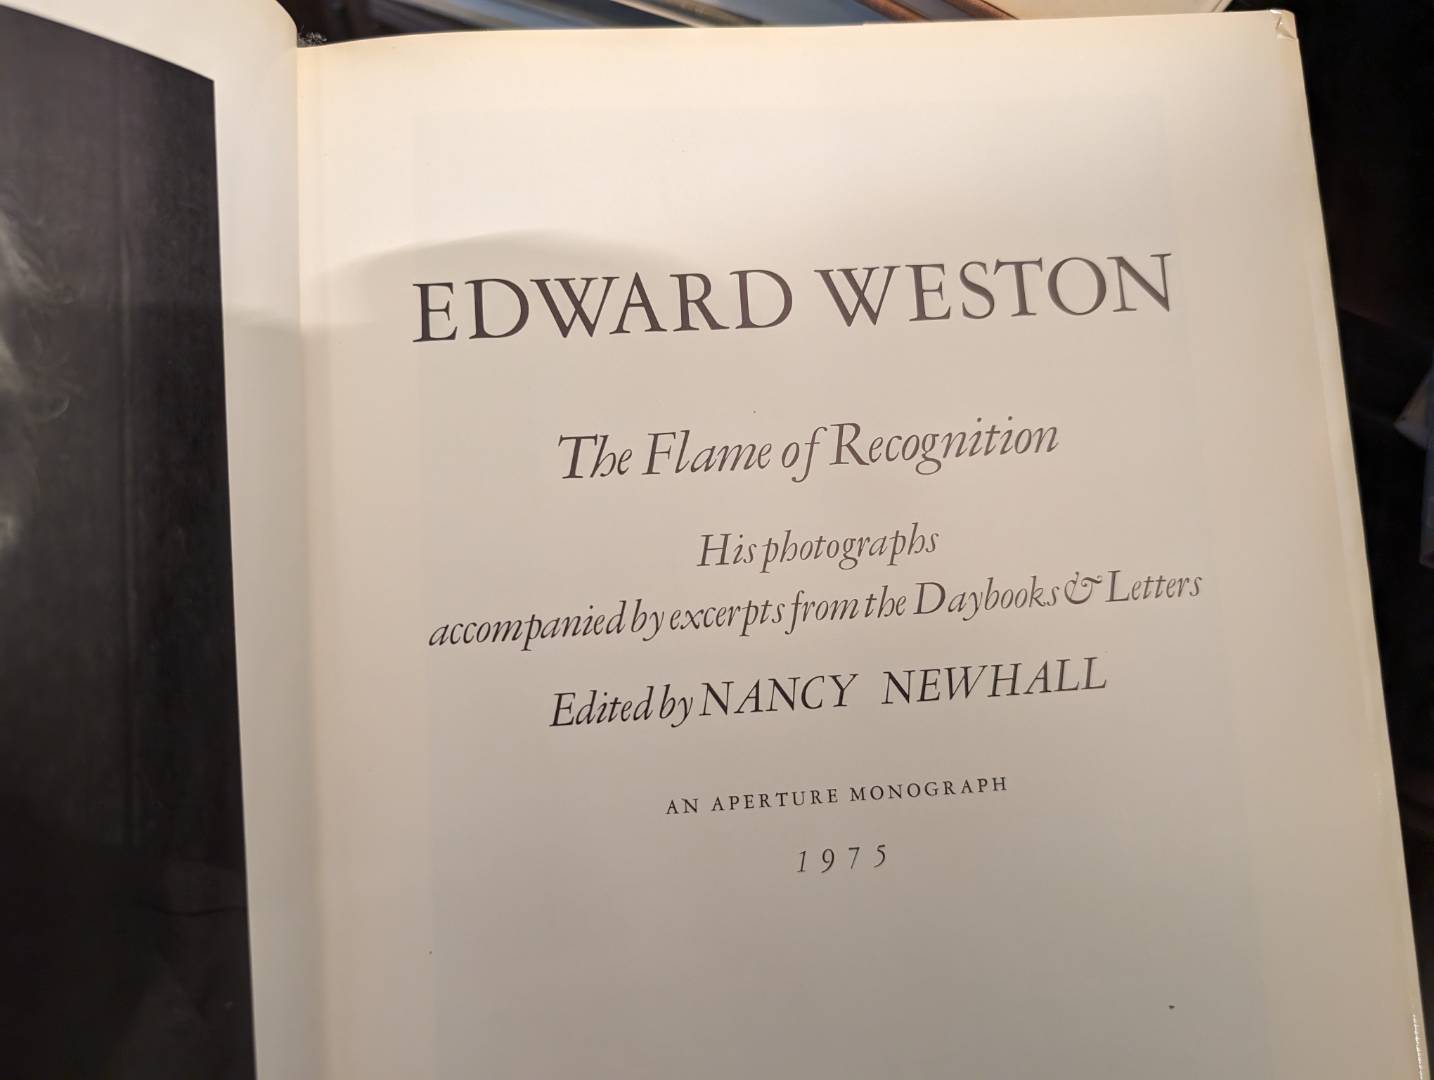 EDWARD WESTON
The Flame of Recognition
His photographs
accompanied by excerpts from the Daybooks & Letters
Edited by NANCY NEWHALL
AN APERTURE MONOGRAPH
1975